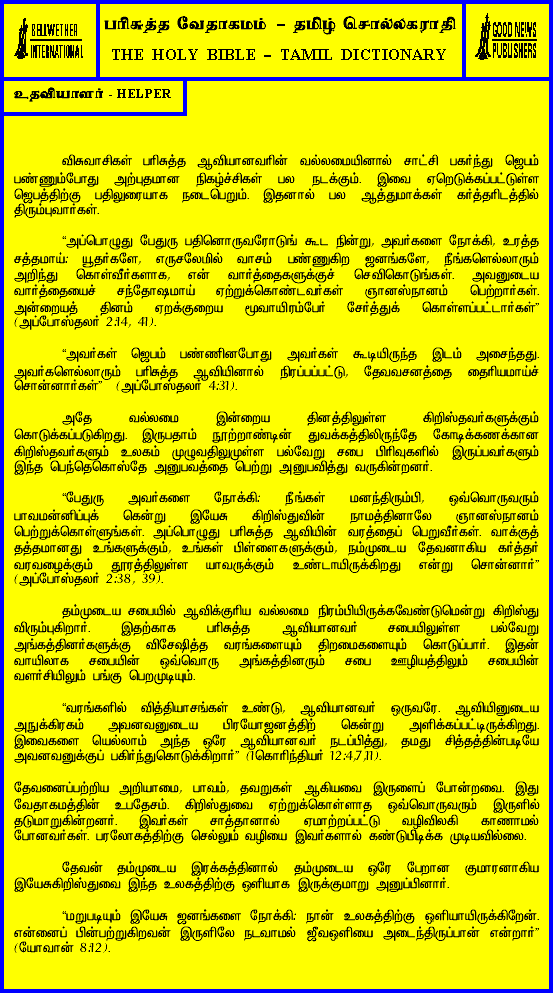 BELLWETHER
INTERNATIONAL
பரிசுத்த வேதாகமம் – தமிழ் சொல்லகராதி
THE HOLY BIBLE – TAMIL DICTIONARY
GOOD NEWS
PUBLISHERS
உதவியாளர் - HELPER
விசுவாசிகள் பரிசுத்த ஆவியானவரின் வல்லமையினால் சாட்சி பகர்ந்து ஜெபம்
பண்ணும்போது அற்புதமான நிகழ்ச்சிகள் பல நடக்கும். இவை ஏறெடுக்கப்பட்டுள்ள
ஜெபத்திற்கு பதிலுரையாக நடைபெறும். இதனால் பல ஆத்துமாக்கள் கர்த்தரிடத்தில்
திரும்புவார்கள்.
“அப்பொழுது பேதுரு பதினொருவரோடுங் கூட நின்று, அவர்களை நோக்கி, உரத்த
சத்தமாய்: யூதர்களே, எருசலேமில் வாசம் பண்ணுகிற ஜனங்களே, நீங்களெல்லாரும்
அறிந்து கொள்வீர்களாக, என் வார்த்தைகளுக்குச் செவிகொடுங்கள். அவனுடைய
வார்த்தையைச் சந்தோஷமாய் ஏற்றுக்கொண்டவர்கள் ஞானஸ்நானம் பெற்றார்கள்.
அன்றையத் தினம் ஏறக்குறைய மூவாயிரம்பேர் சேர்த்துக் கொள்ளப்பட்டார்கள்”
(அப்போஸ்தலர் 2:14, 41).
“அவர்கள் ஜெபம் பண்ணினபோது அவர்கள் கூடியிருந்த இடம் அசைந்தது.
அவர்களெல்லாரும் பரிசுத்த ஆவியினால் நிரப்பப்பட்டு, தேவவசனத்தை தைரியமாய்ச்
சொன்னார்கள்” (அப்போஸ்தலர் 4:31).
அதே வல்லமை இன்றைய தினத்திலுள்ள கிறிஸ்தவர்களுக்கும்
கொடுக்கப்படுகிறது. இருபதாம் நூற்றாண்டின் துவக்கத்திலிருந்தே கோடிக்கணக்கான
கிறிஸ்தவர்களும் உலகம் முழுவதிலுமுள்ள பல்வேறு சபை பிரிவுகளில் இருப்பவர்களும்
இந்த பெந்தெகொஸ்தே அனுபவத்தை பெற்று அனுபவித்து வருகின்றனர்.
“பேதுரு அவர்களை நோக்கி: நீங்கள் மனந்திரும்பி, ஒவ்வொருவரும்
பாவமன்னிப்புக் கென்று இயேசு கிறிஸ்துவின் நாமத்தினாலே ஞானஸ்நானம்
பெற்றுக்கொள்ளுங்கள். அப்பொழுது பரிசுத்த ஆவியின் வரத்தைப் பெறுவீர்கள். வாக்குத்
தத்தமானது உங்களுக்கும், உங்கள் பிள்ளைகளுக்கும், நம்முடைய தேவனாகிய கர்த்தர்
வரவழைக்கும் தூரத்திலுள்ள யாவருக்கும் உண்டாயிருக்கிறது என்று சொன்னார்”
(அப்போஸ்தலர் 2:38, 39).
தம்முடைய சபையில் ஆவிக்குரிய வல்லமை நிரம்பியிருக்கவேண்டுமென்று கிறிஸ்து
விரும்புகிறார். இதற்காக பரிசுத்த ஆவியானவர் சபையிலுள்ள பல்வேறு
அங்கத்தினர்களுக்கு விசேஷித்த வரங்களையும் திறமைகளையும் கொடுப்பார். இதன்
வாயிலாக சபையின் ஒவ்வொரு அங்கத்தினரும் சபை ஊழியத்திலும் சபையின்
வளர்சியிலும் பங்கு பெறமுடியும்.
“வரங்களில் வித்தியாசங்கள் உண்டு, ஆவியானவர் ஒருவரே. ஆவியினுடைய
அநுக்கிரகம் அவனவனுடைய பிரயோஜனத்திற் கென்று அளிக்கப்பட்டிருக்கிறது.
இவைகளை யெல்லாம் அந்த ஒரே ஆவியானவர் நடப்பித்து, தமது சித்தத்தின்படியே
அவனவனுக்குப் பகிர்ந்துகொடுக்கிறார்” (1கொரிந்தியர் 12:4,7,11).
தேவனைப்பற்றிய அறியாமை, பாவம், தவறுகள் ஆகியவை இருளைப் போன்றவை. இது
வேதாகமத்தின் உபதேசம். கிறிஸ்துவை ஏற்றுக்கொள்ளாத ஒவ்வொருவரும் இருளில்
தடுமாறுகின்றனர். இவர்கள் சாத்தானால் ஏமாற்றப்பட்டு வழிவிலகி காணாமல்
போனவர்கள். பரலோகத்திற்கு செல்லும் வழியை இவர்களால் கண்டுபிடிக்க முடியவில்லை.
தேவன் தம்முடைய இரக்கத்தினால் தம்முடைய ஒரே பேறான குமாரனாகிய
இயேசுகிறிஸ்துவை இந்த உலகத்திற்கு ஒளியாக இருக்குமாறு அனுப்பினார்.
“மறுபடியும் இயேசு ஜனங்களை நோக்கி: நான் உலகத்திற்கு ஒளியாயிருக்கிறேன்.
என்னைப் பின்பற்றுகிறவன் இருளிலே நடவாமல் ஜீவஒளியை அடைந்திருப்பான் என்றார்”
(யோவான் 8:12).